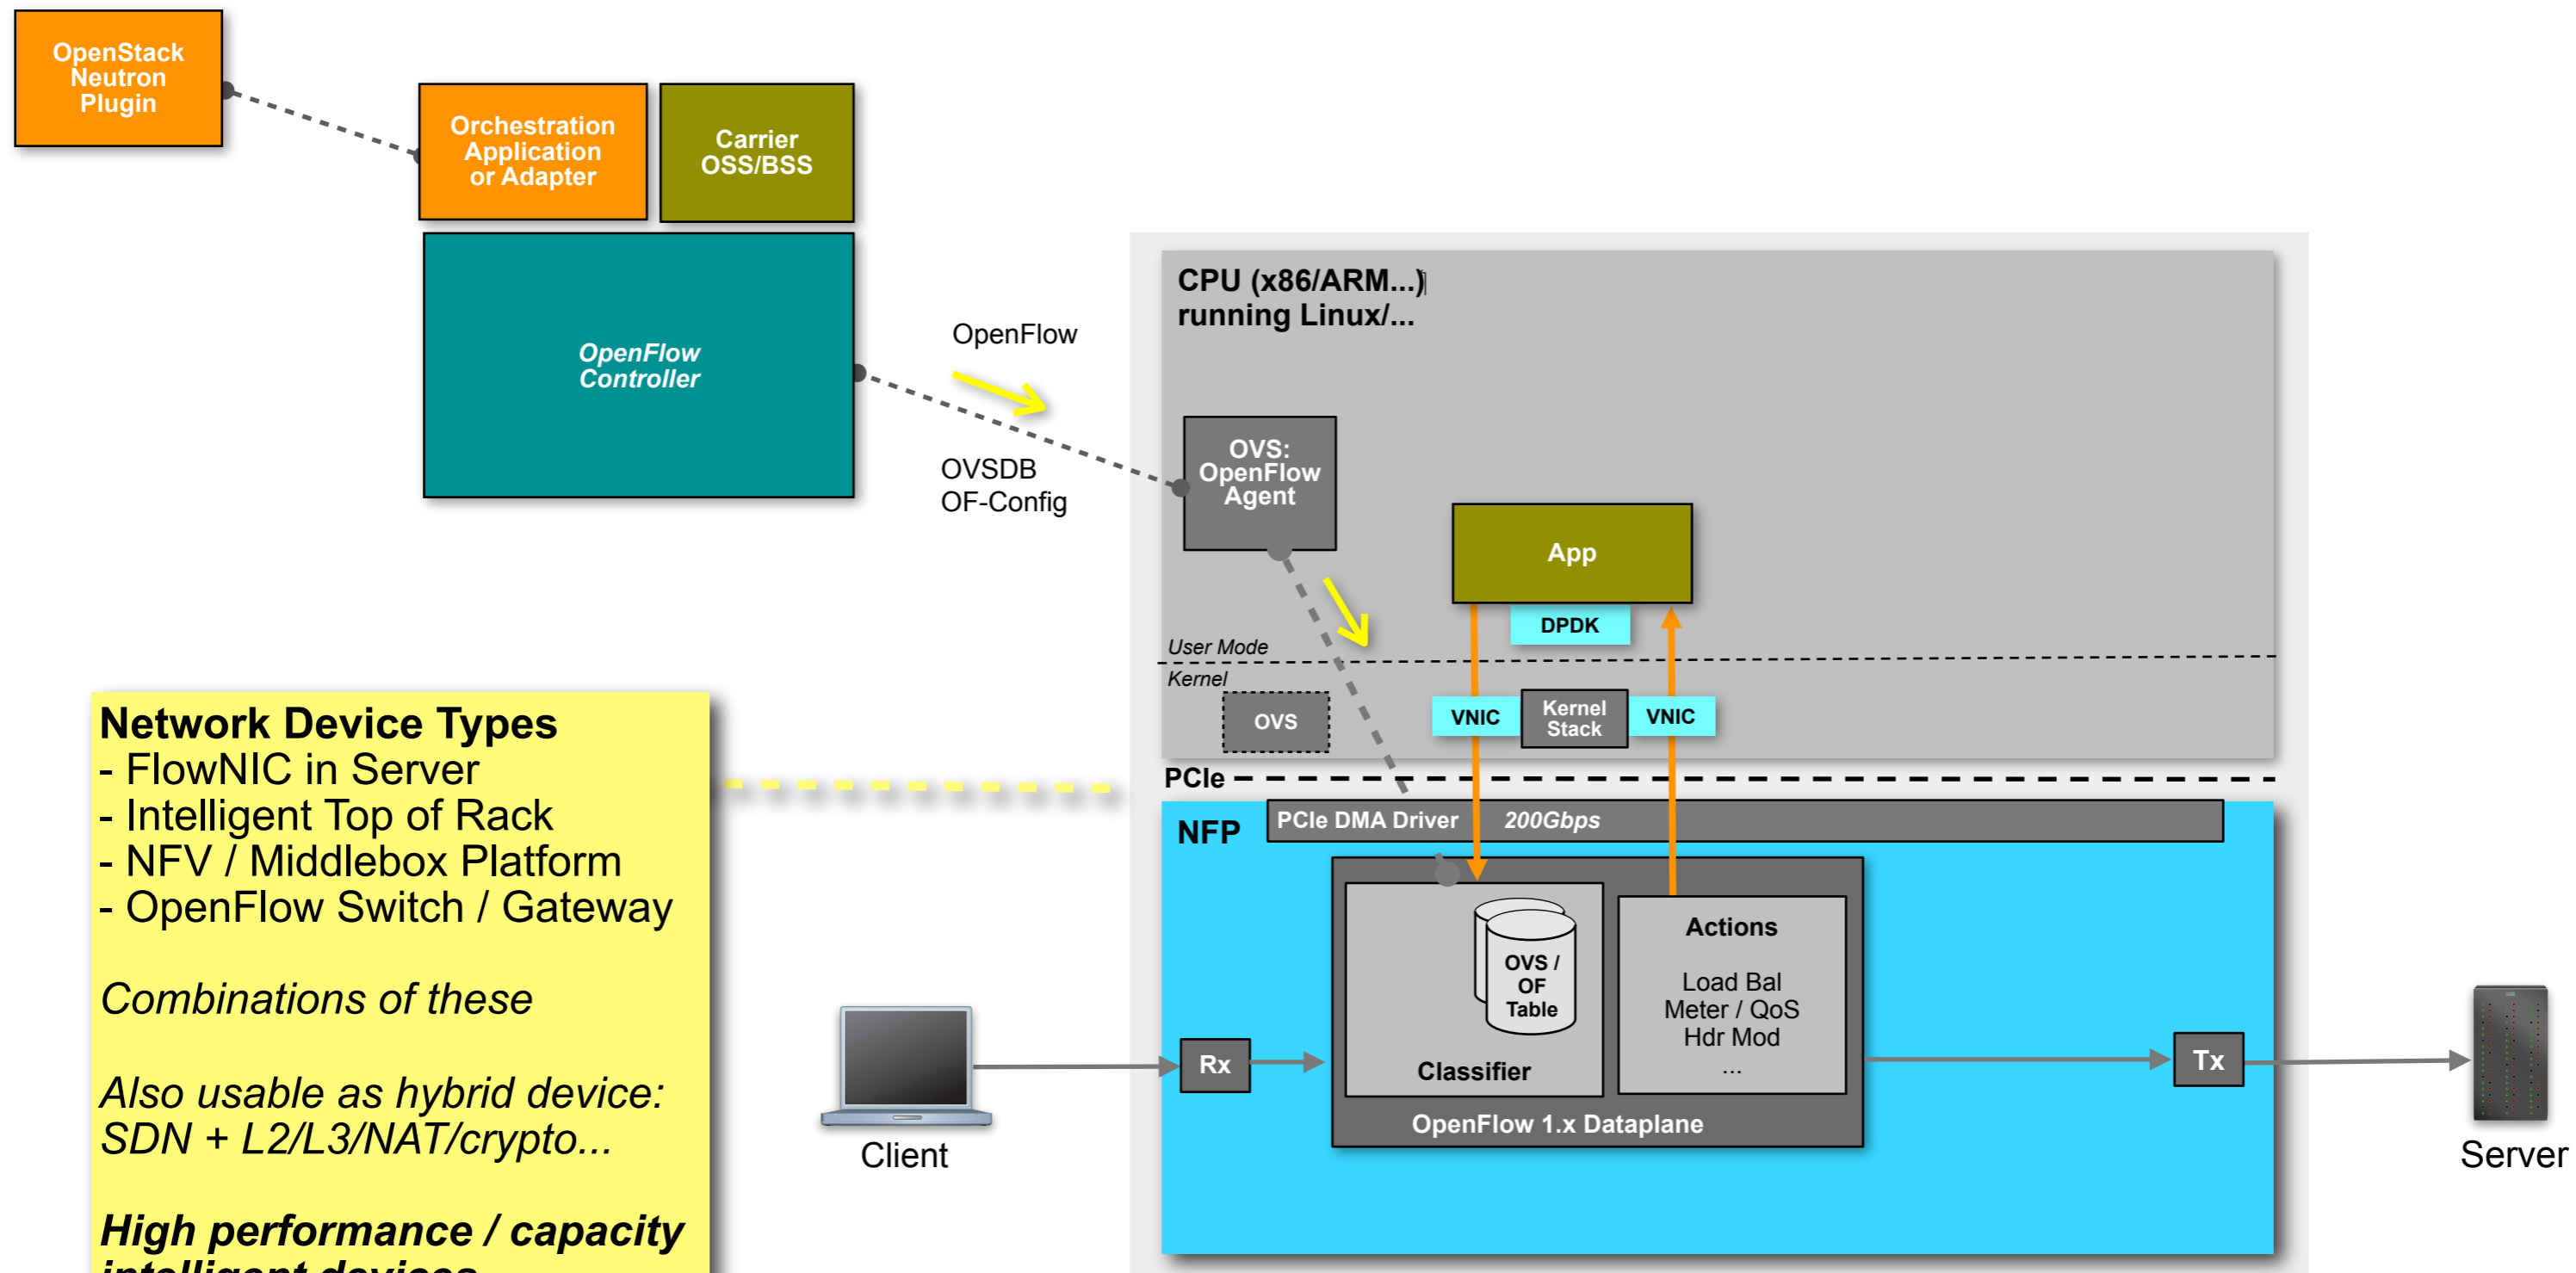 OpenStack
Neutron
Plugin
Orchestration
Application
or Adapter
Carrier
OSS/BSS
OpenFlow
Controller
OpenFlow
OVSDB
OF-Config
CPU (x86/ARM...)
running Linux/...
OVS:
OpenFlow
Agent
App
DPDK
User Mode
Kernel
OVS
VNIC
Kernel
Stack
VNIC
PCIe
NFP
PCIe DMA Driver 200Gbps
OVS /
OF
Table
Classifier
Actions
Load Bal
Meter / QoS
Hdr Mod
...
OpenFlow 1.x Dataplane
Rx
Tx
Client
Server
Network Device Types
- FlowNIC in Server
- Intelligent Top of Rack
- NFV / Middlebox Platform
- OpenFlow Switch / Gateway
Combinations of these
Also usable as hybrid device:
SDN + L2/L3/NAT/crypto...
High performance / capacity
intelligent devices